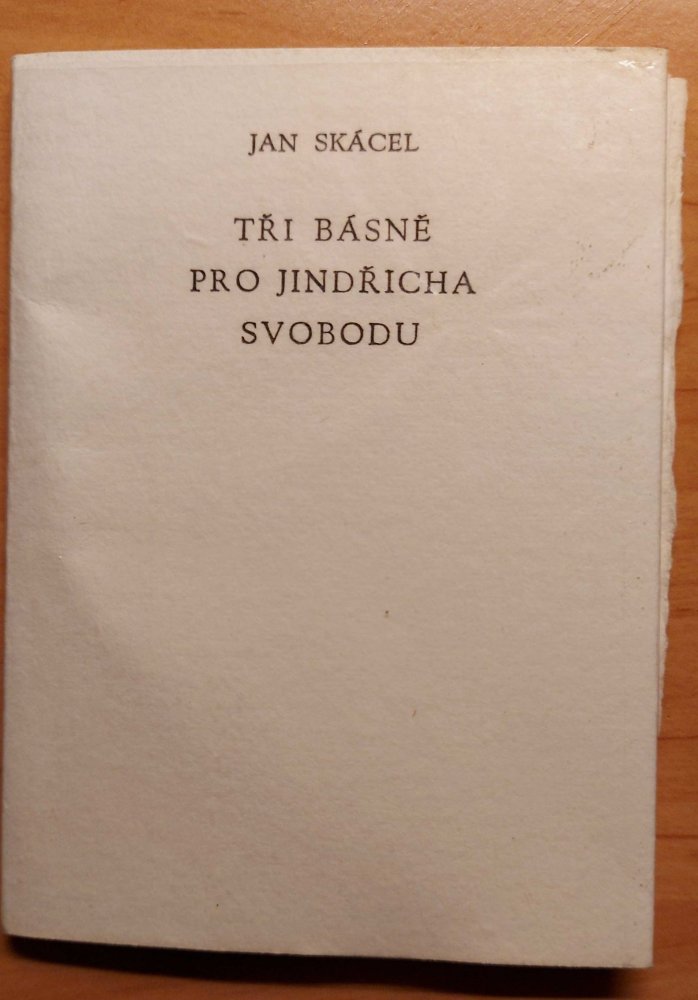 JAN SKÁCEL
TŘI BÁSNĚ
PRO JINDŘICHA
SVOBODU